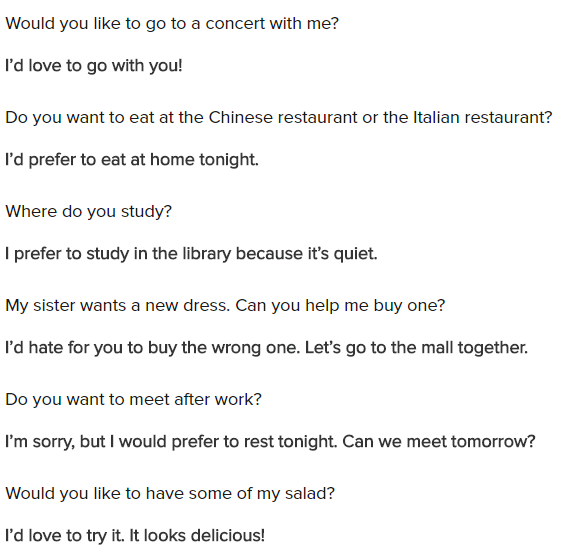 Would you like to go to a concert with me?
I’d love to go with you!
Do you want to eat at the Chinese restaurant or the Italian restaurant?
I’d prefer to eat at home tonight.
Where do you study?
I prefer to study in the library because it’s quiet.
My sister wants a new dress. Can you help me buy one?
I’d hate for you to buy the wrong one. Let’s go to the mall together.
Do you want to meet after work?
I’m sorry, but I would prefer to rest tonight. Can we meet tomorrow?
Would you like to have some of my salad?
I’d love to try it. It looks delicious!